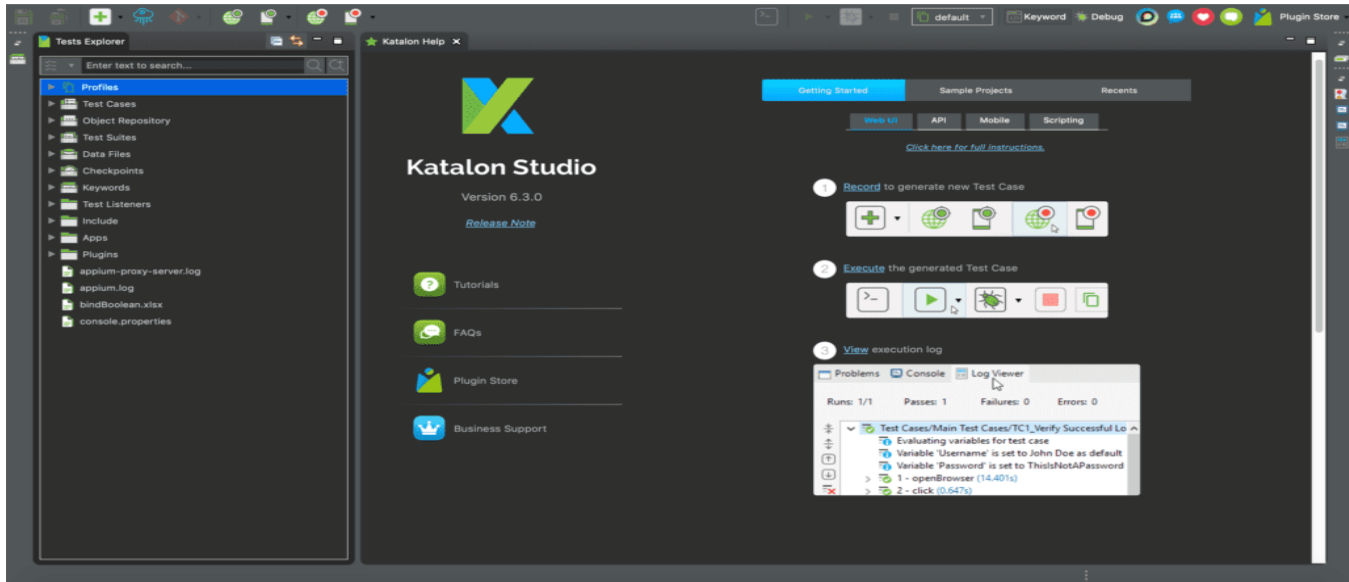 default
Keyword
Debug
Plugin Store
Tests Explorer
Enter text to search...
Profiles
Test Cases
Object Repository
Test Suites
Data Files
Checkpoints
Keywords
Test Listeners
Include
Apps
Plugins
appium-proxy-server.log
appium.log
bindBoolean.xlsx
console.properties
Katalon Help
Katalon Studio
Version 6.3.0
Release Note
Tutorials
FAQs
Plugin Store
Business Support
Getting Started Sample Projects Recents
Web UI API Mobile Scripting
Click here for full instructions.
1 Record to generate new Test Case
2 Execute the generated Test Case
3 View execution log
Problems Console Log Viewer
Runs: 1/1 Passes: 1 Failures: 0 Errors: 0
Test Cases/Main Test Cases/TC1_Verify Successful Lo
Evaluating variables for test case
Variable 'Username' is set to John Doe as default
Variable 'Password' is set to ThisIsNotAPassword
1 - openBrowser (14.401s)
2 - click (0.647s)